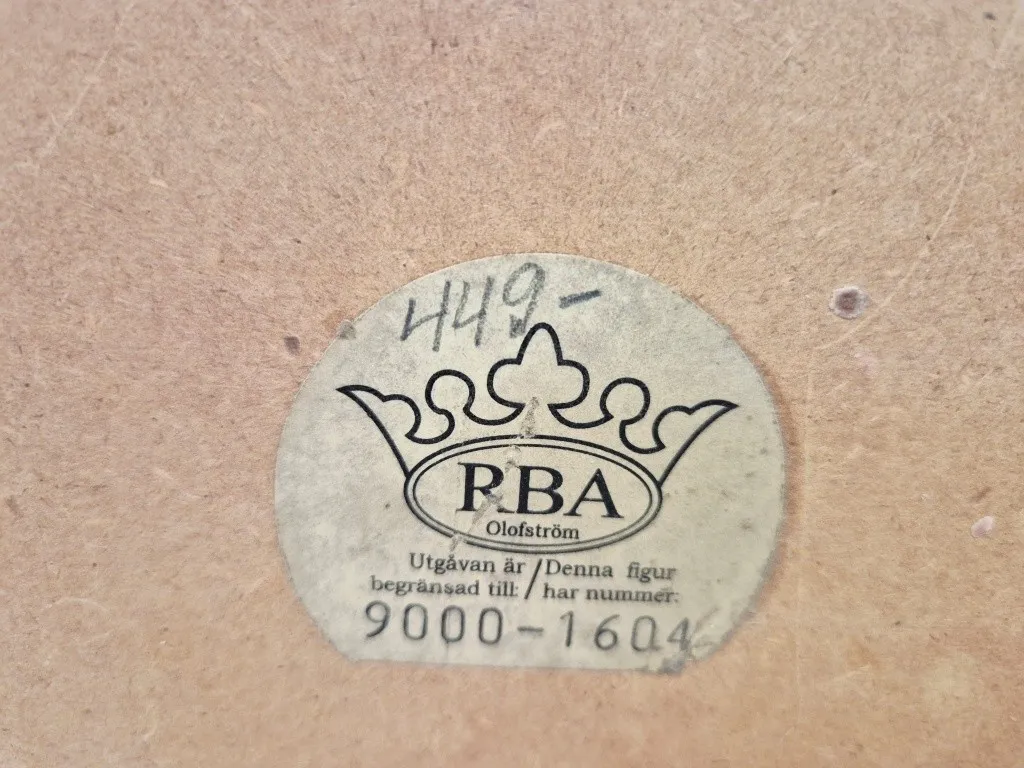 449-
RBA
Olofström
Utgåvan är / Denna figur
begränsad till: / har nummer:
9000-1604